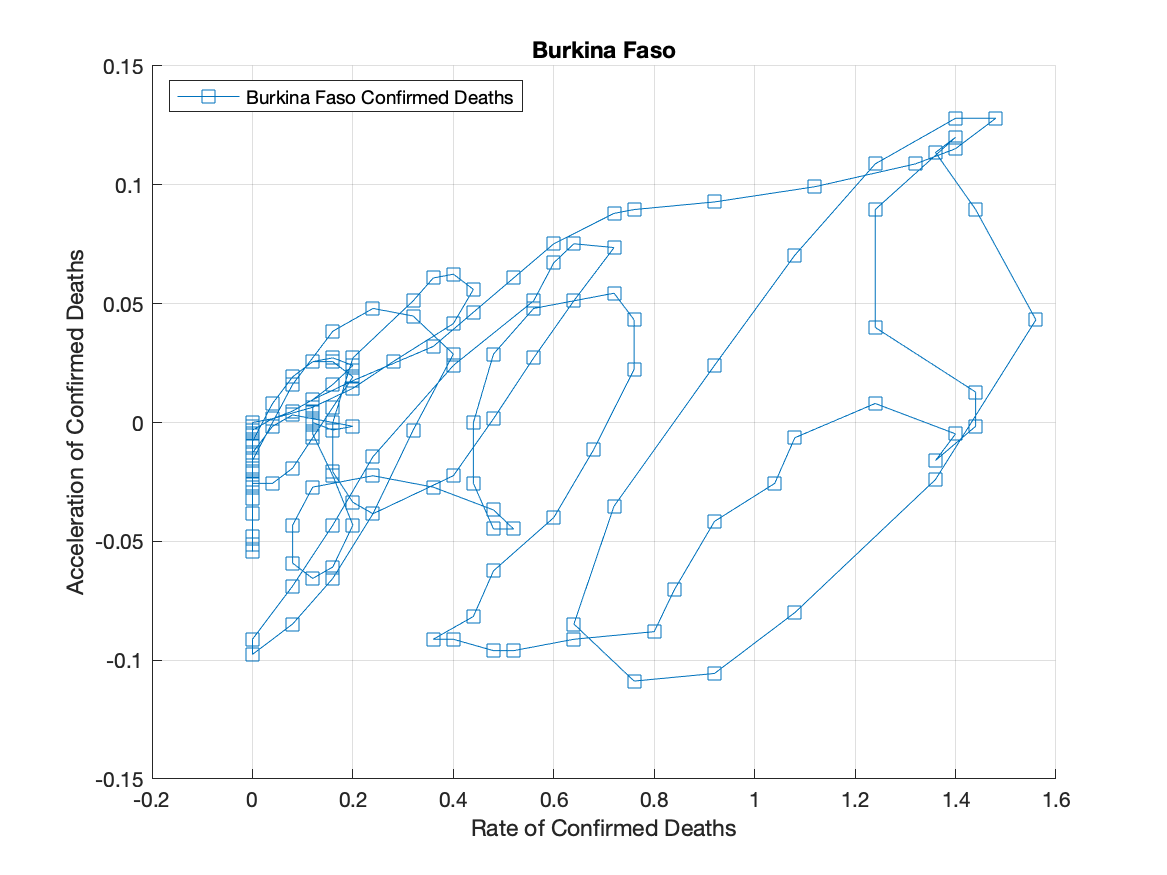 Burkina Faso
0.15
Burkina Faso Confirmed Deaths
0.1
0.05
0
-0.05
-0.1
-0.15
Acceleration of Confirmed Deaths
-0.2 0 0.2 0.4 0.6 0.8 1 1.2 1.4 1.6
Rate of Confirmed Deaths